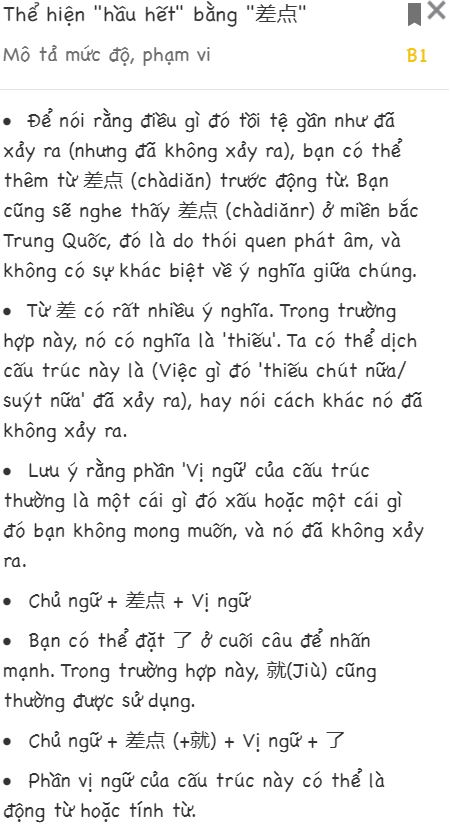 Thể hiện "hầu hết" bằng "差点"
Mô tả mức độ, phạm vi
B1
• Để nói rằng điều gì đó tồi tệ gần như đã
xảy ra (nhưng đã không xảy ra), bạn có thể
thêm từ 差点 (chàdiǎn) trước động từ. Bạn
cũng sẽ nghe thấy 差点 (chàdiǎnr) ở miền bắc
Trung Quốc, đó là do thói quen phát âm, và
không có sự khác biệt về ý nghĩa giữa chúng.
• Từ 差 có rất nhiều ý nghĩa. Trong trường
hợp này, nó có nghĩa là 'thiếu'. Ta có thể dịch
cấu trúc này là (Việc gì đó 'thiếu chút nữa/
suýt nữa' đã xảy ra), hay nói cách khác nó đã
không xảy ra.
• Lưu ý rằng phần 'Vị ngữ' của cấu trúc
thường là một cái gì đó xấu hoặc một cái gì
đó bạn không mong muốn, và nó đã không xảy
ra.
• Chủ ngữ + 差点 + Vị ngữ
• Bạn có thể đặt 了 ở cuối câu để nhấn
mạnh. Trong trường hợp này, 就(Jiù) cũng
thường được sử dụng.
• Chủ ngữ + 差点 (+就) + Vị ngữ + 了
• Phần vị ngữ của cấu trúc này có thể là
động từ hoặc tính từ.